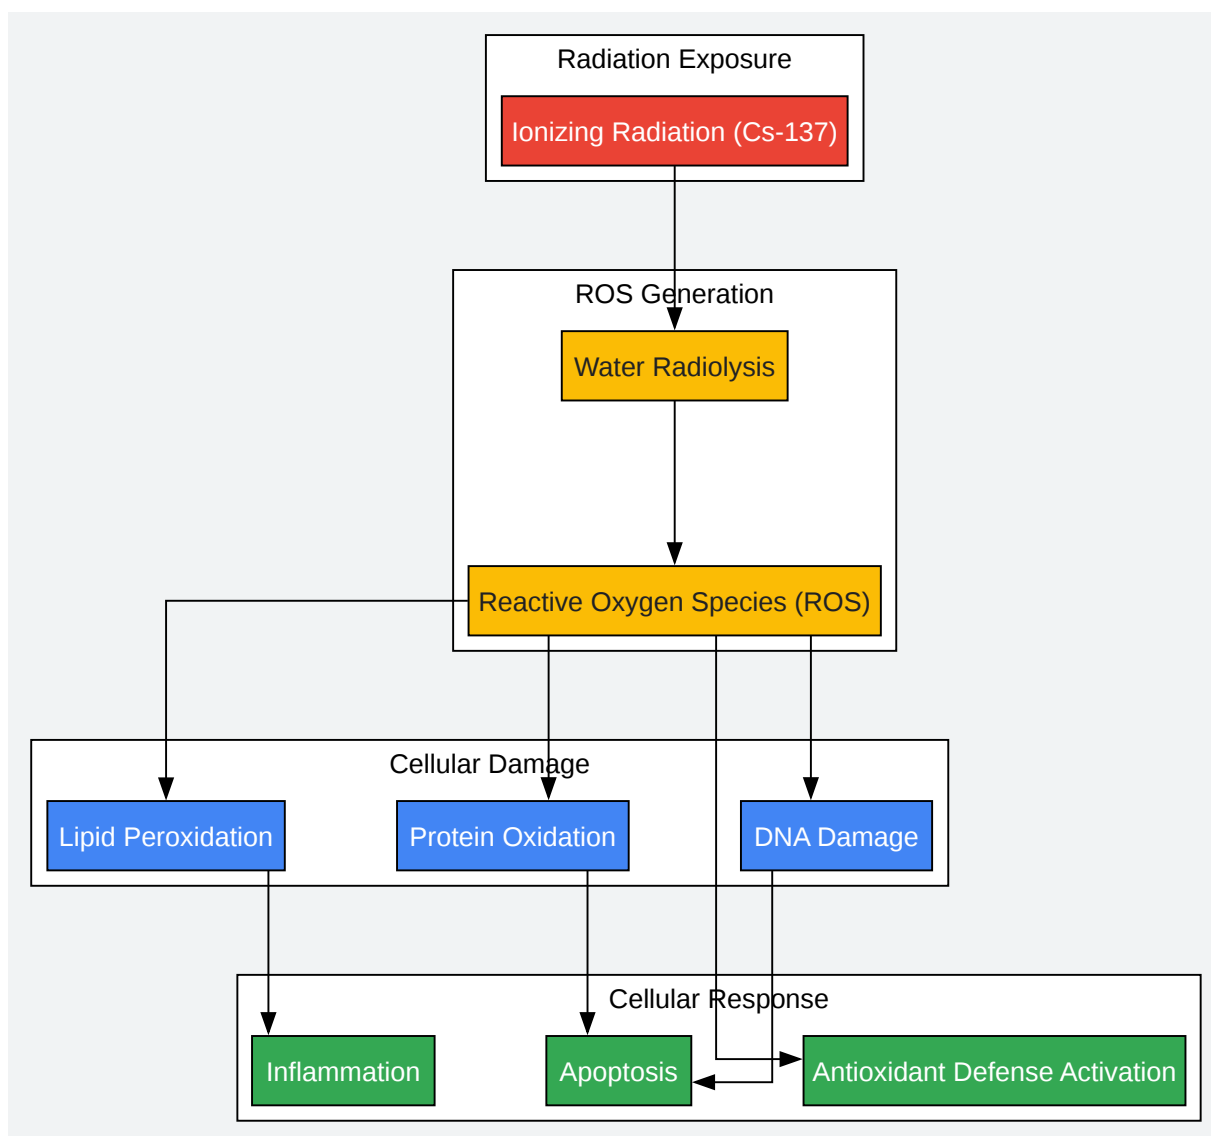 Radiation Exposure
Ionizing Radiation (Cs-137)
ROS Generation
Water Radiolysis
Reactive Oxygen Species (ROS)
Cellular Damage
Lipid Peroxidation
Protein Oxidation
DNA Damage
Cellular Response
Inflammation
Apoptosis
Antioxidant Defense Activation